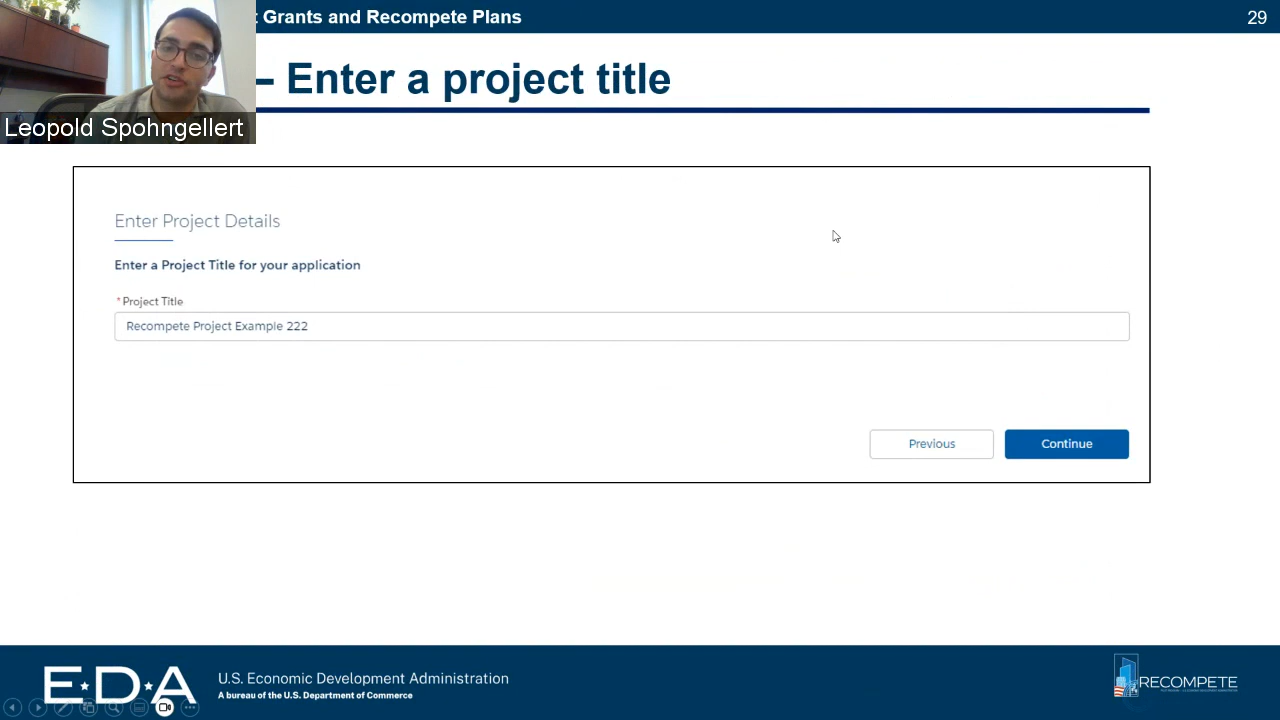 t Grants and Recompete Plans
29
– Enter a project title
Leopold Spohngellert
Enter Project Details
Enter a Project Title for your application
*Project Title
Recompete Project Example 222
Previous
Continue
EDA
U.S. Economic Development Administration
A bureau of the U.S. Department of Commerce
RECOMPETE